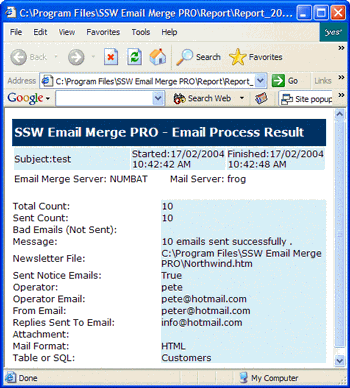 C:\Program Files\SSW Email Merge PRO\Report\Report_20...
File Edit View Favorites Tools Help
Back Search Favorites
Address C:\Program Files\SSW Email Merge PRO\Report\Report_ Go Links
Google Search Web Site popup
SSW Email Merge PRO - Email Process Result
Subject:test Started:17/02/2004 10:42:42 AM Finished:17/02/2004 10:42:48 AM
Email Merge Server: NUMBAT Mail Server: frog
Total Count: 10
Sent Count: 10
Bad Emails (Not Sent):
Message: 10 emails sent successfully .
Newsletter File: C:\Program Files\SSW Email Merge PRO\Northwind.htm
Sent Notice Emails: True
Operator: pete
Operator Email: pete@hotmail.com
From Email: peter@hotmail.com
Replies Sent To Email: info@hotmail.com
Attachment:
Mail Format: HTML
Table or SQL: Customers
Done My Computer